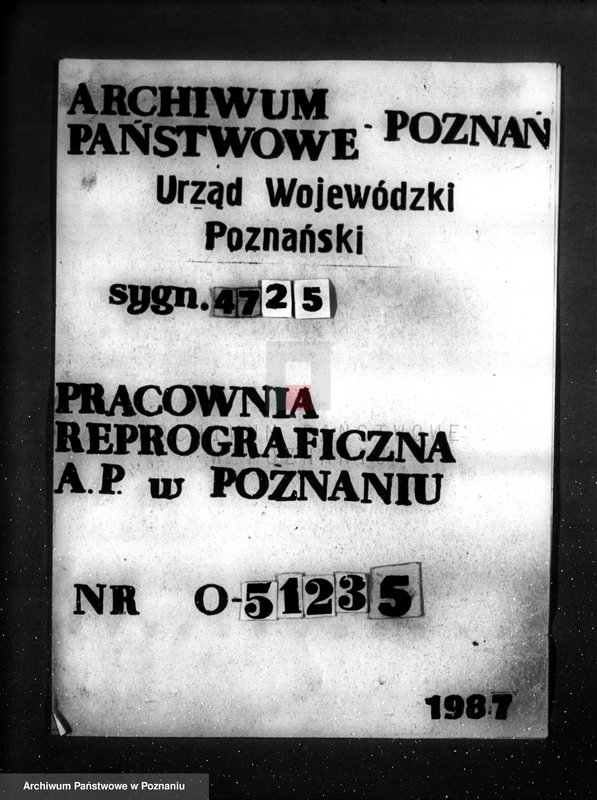 ARCHIWUM
PAŃSTWOWE - POZNAŃ
Urząd Wojewódzki
Poznański
sygn. 4725
PRACOWNIA
REPROGRAFICZNA
A.P. w POZNANIU
NR O-51235
1987
Archiwum Państwowe w Poznaniu